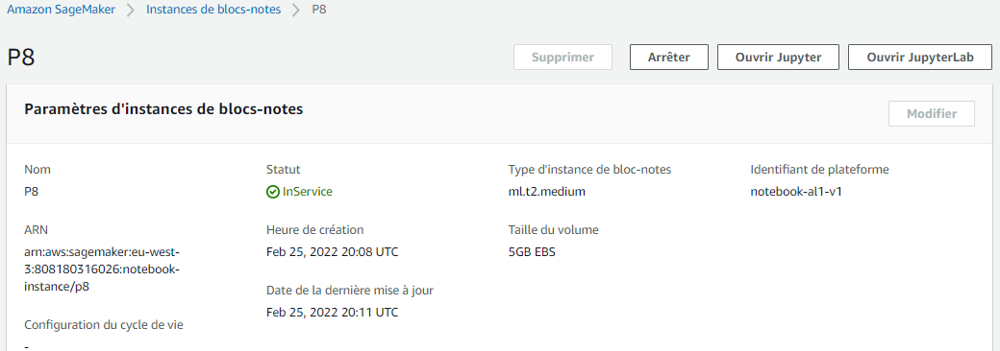 Amazon SageMaker > Instances de blocs-notes > P8
P8
Supprimer
Arrêter
Ouvrir Jupyter
Ouvrir JupyterLab
Paramètres d'instances de blocs-notes
Modifier
Nom
P8
Statut
InService
Type d'instance de bloc-notes
ml.t2.medium
Identifiant de plateforme
notebook-al1-v1
ARN
arn:aws:sagemaker:eu-west-
3:808180316026:notebook-
instance/p8
Heure de création
Feb 25, 2022 20:08 UTC
Taille du volume
5GB EBS
Date de la dernière mise à jour
Feb 25, 2022 20:11 UTC
Configuration du cycle de vie
-